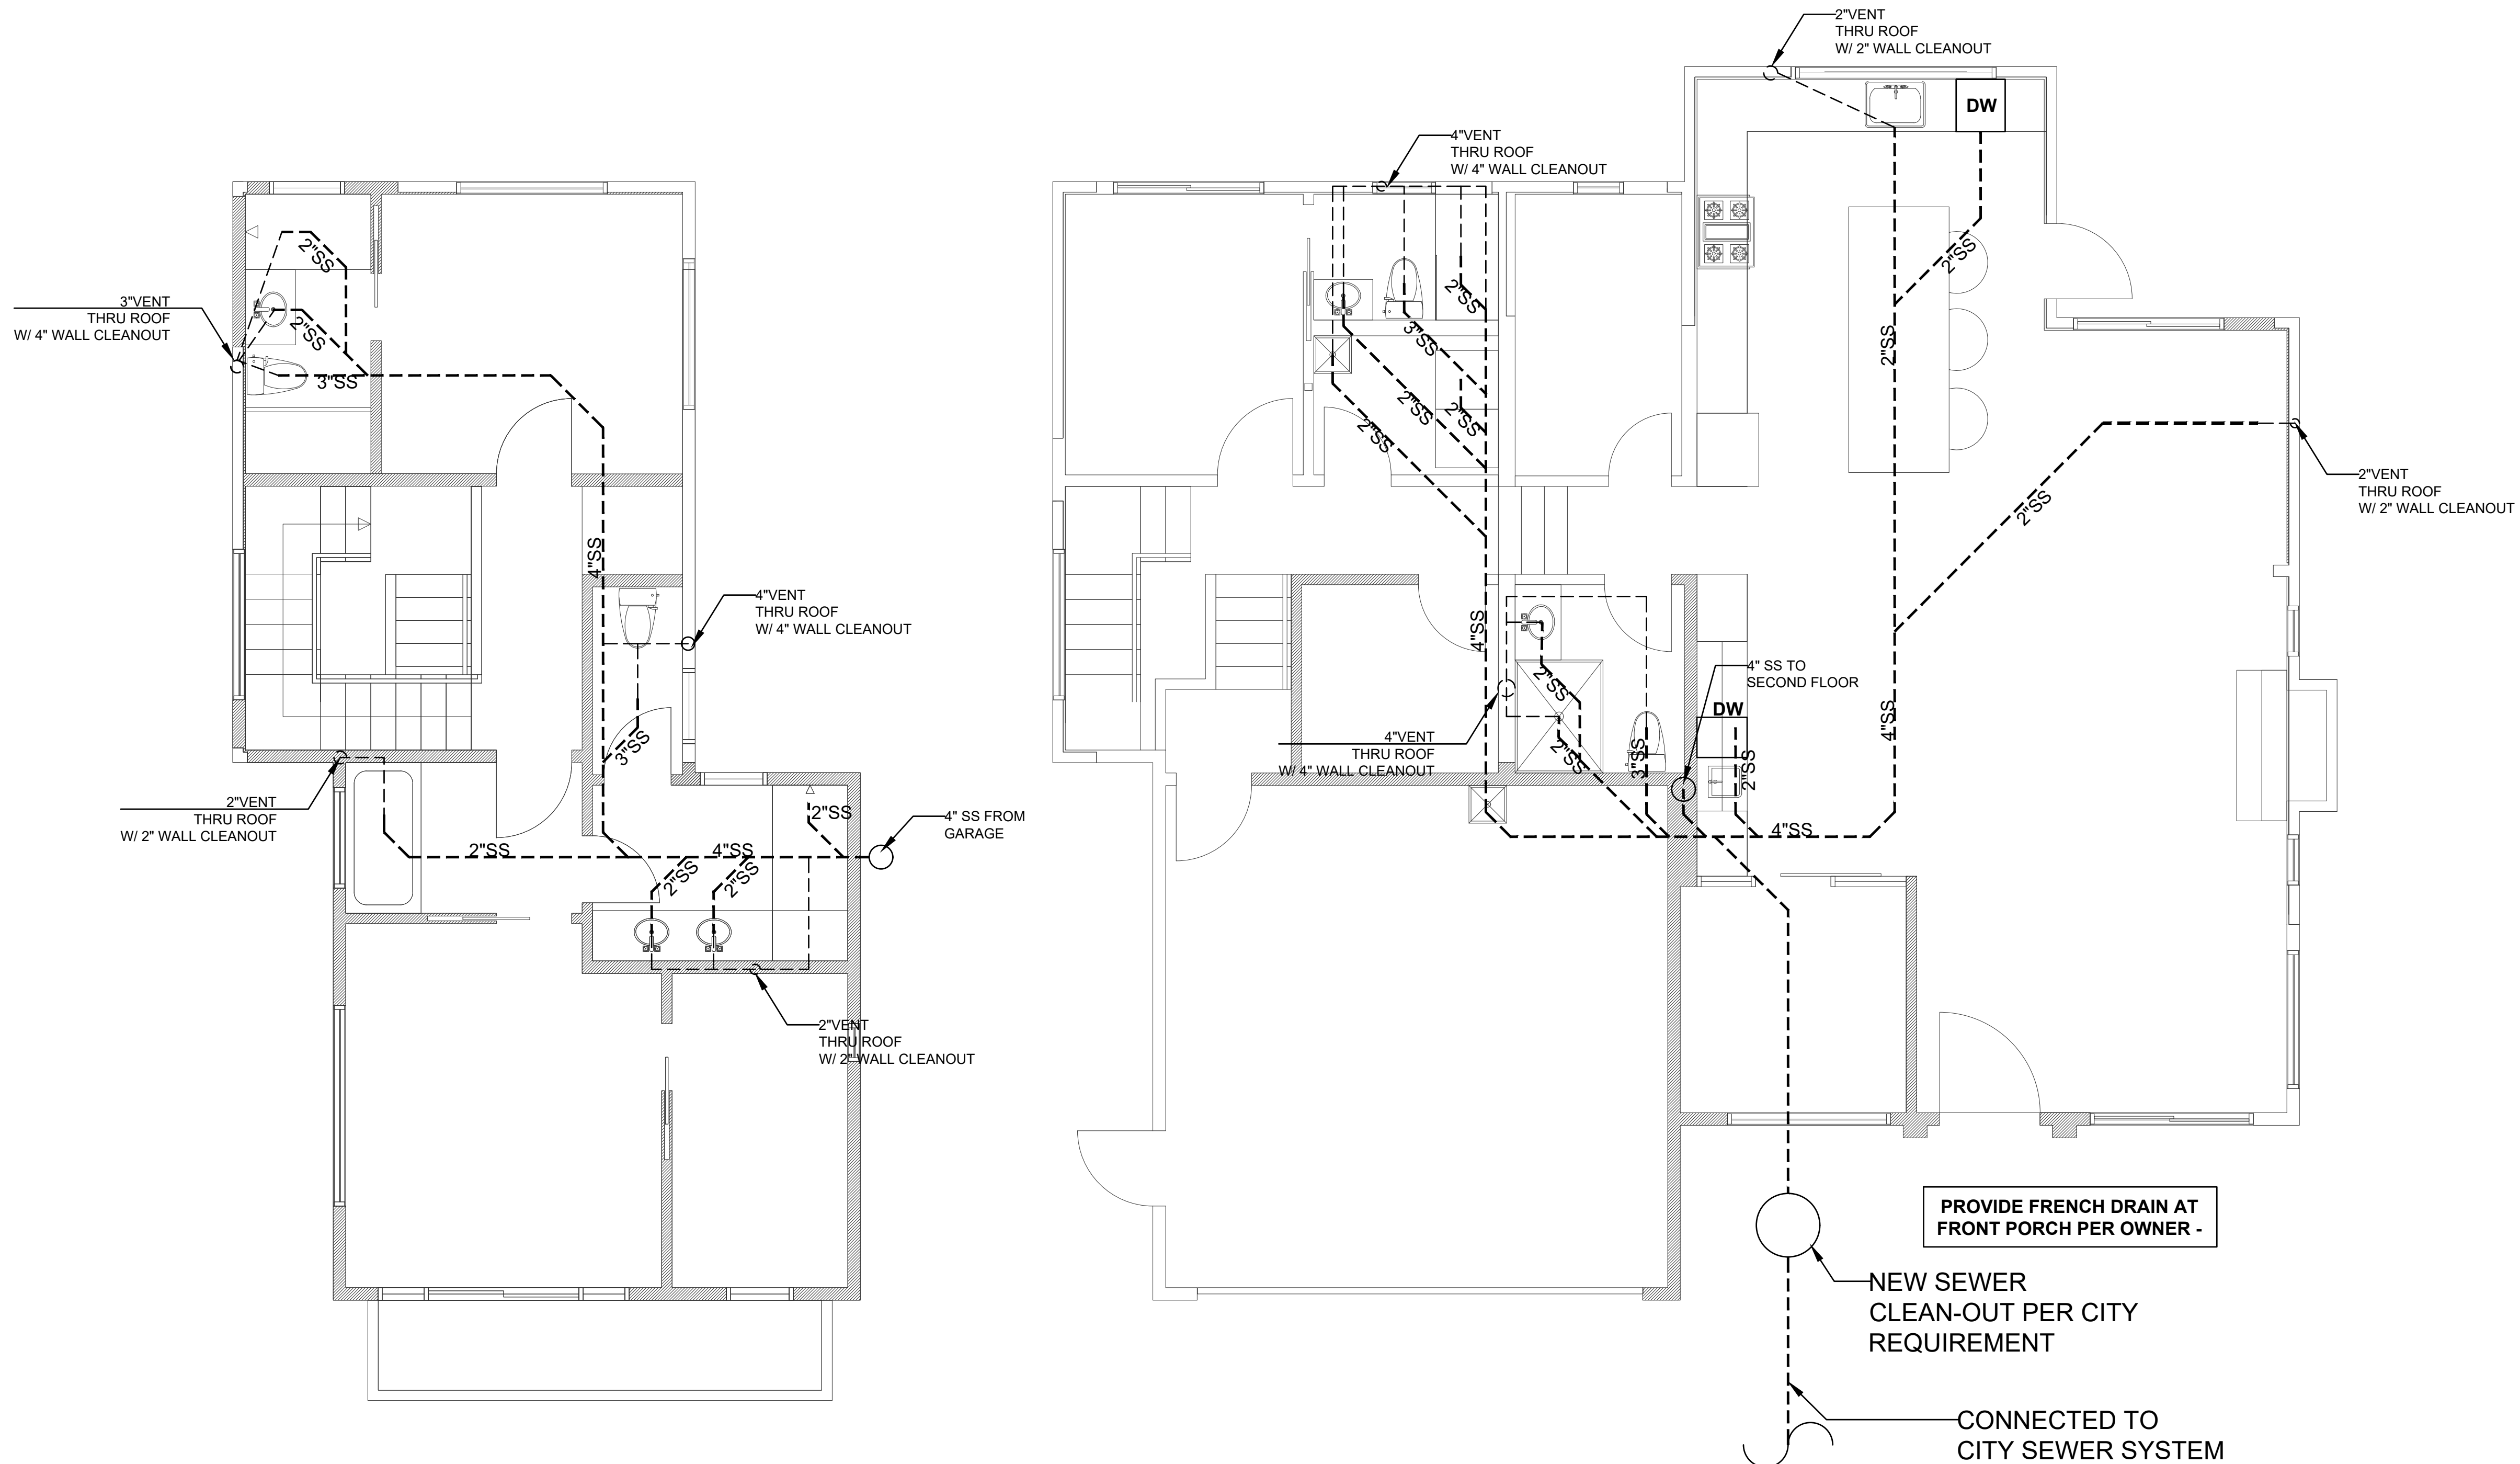 2"VENT
THRU ROOF
W/ 2" WALL CLEANOUT
DW
4"VENT
THRU ROOF
W/ 4" WALL CLEANOUT
3"VENT
THRU ROOF
W/ 4" WALL CLEANOUT
2"SS
2"SS
3"SS
4"SS
4"VENT
THRU ROOF
W/ 4" WALL CLEANOUT
3"SS
2"VENT
THRU ROOF
W/ 2" WALL CLEANOUT
2"SS
4"SS
2"SS
2"SS
2"SS
4" SS FROM
GARAGE
2"VENT
THRU ROOF
W/ 2" WALL CLEANOUT
2"SS
3"SS
2"SS
2"SS
2"SS
4"SS
2"SS
2"SS
2"SS
2"VENT
THRU ROOF
W/ 2" WALL CLEANOUT
4" SS TO
SECOND FLOOR
2"SS
2"SS
3"SS
DW
2"SS
4"SS
4"VENT
THRU ROOF
W/ 4" WALL CLEANOUT
4"SS
PROVIDE FRENCH DRAIN AT
FRONT PORCH PER OWNER -
NEW SEWER
CLEAN-OUT PER CITY
REQUIREMENT
CONNECTED TO
CITY SEWER SYSTEM